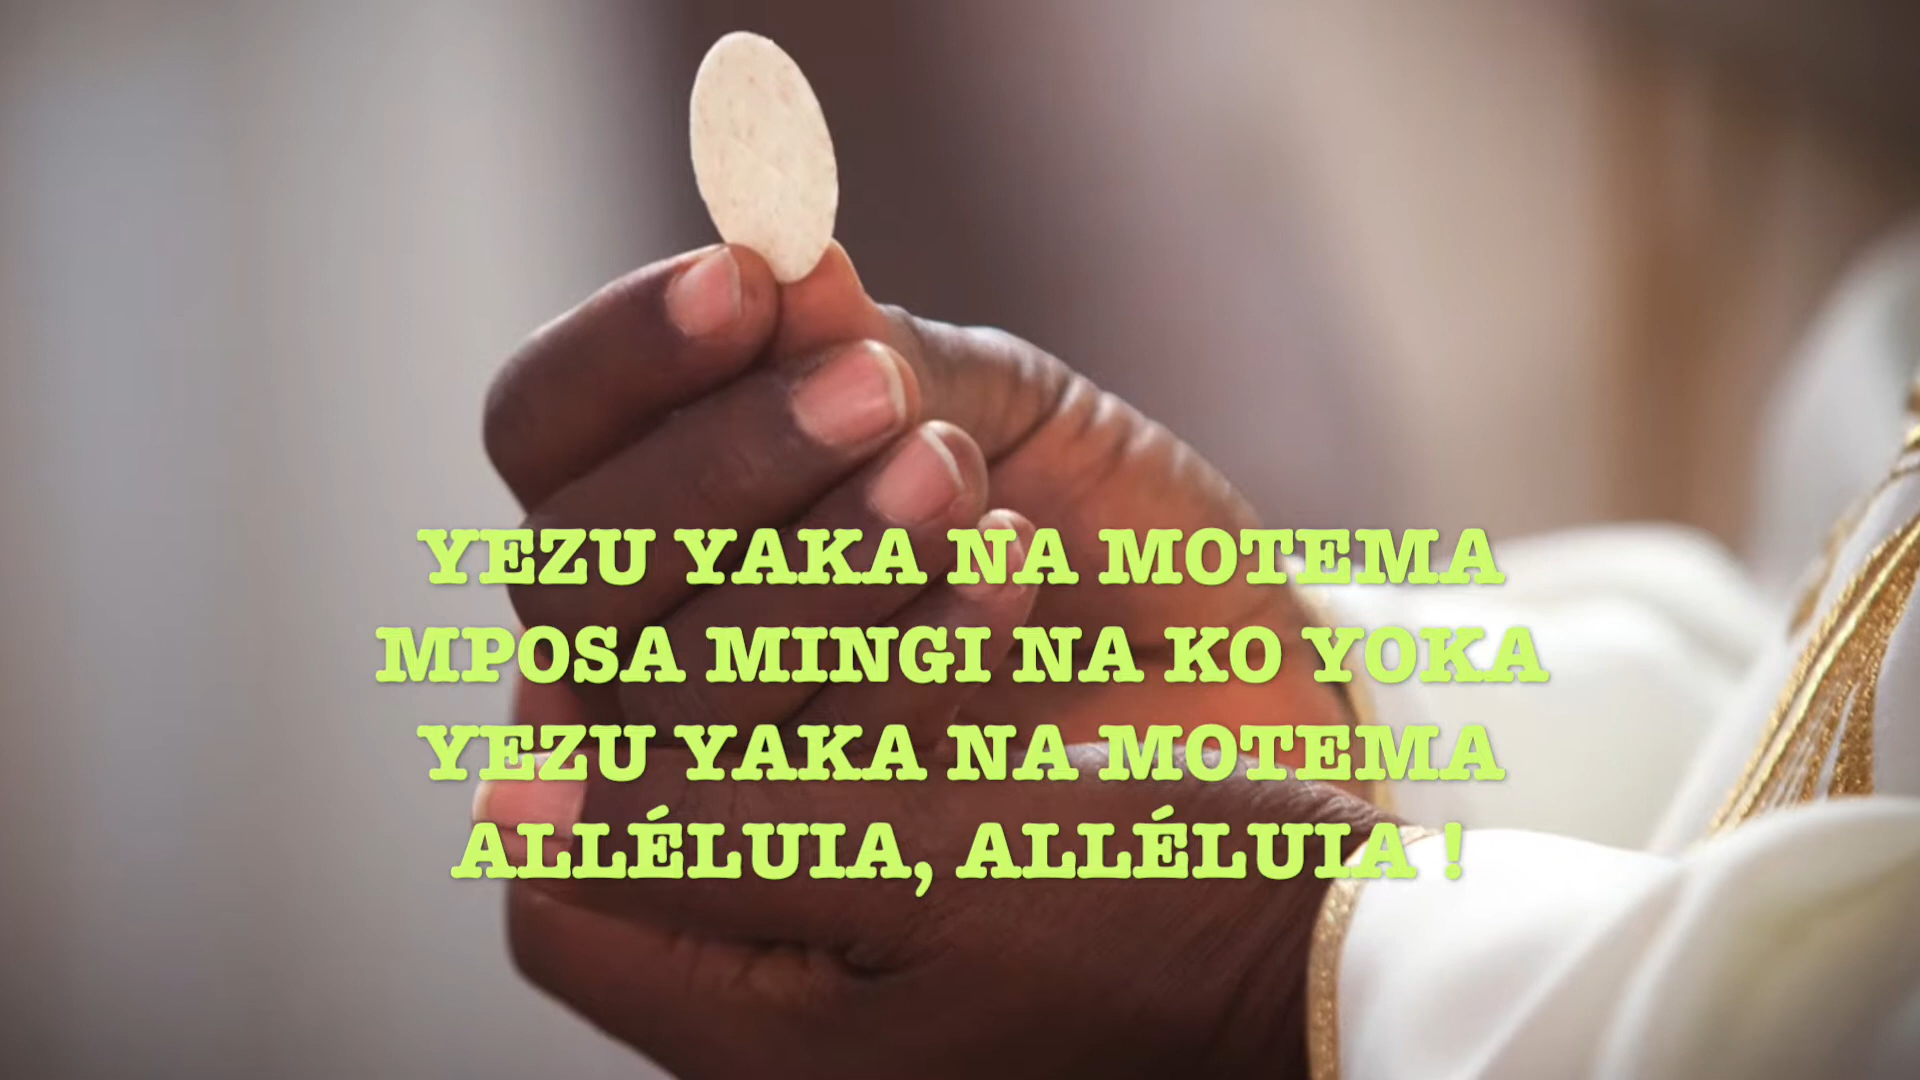 YEZU YAKA NA MOTEMA
MPOSA MINGI NA KO YOKA
YEZU YAKA NA MOTEMA
ALLÉLUIA, ALLÉLUIA !